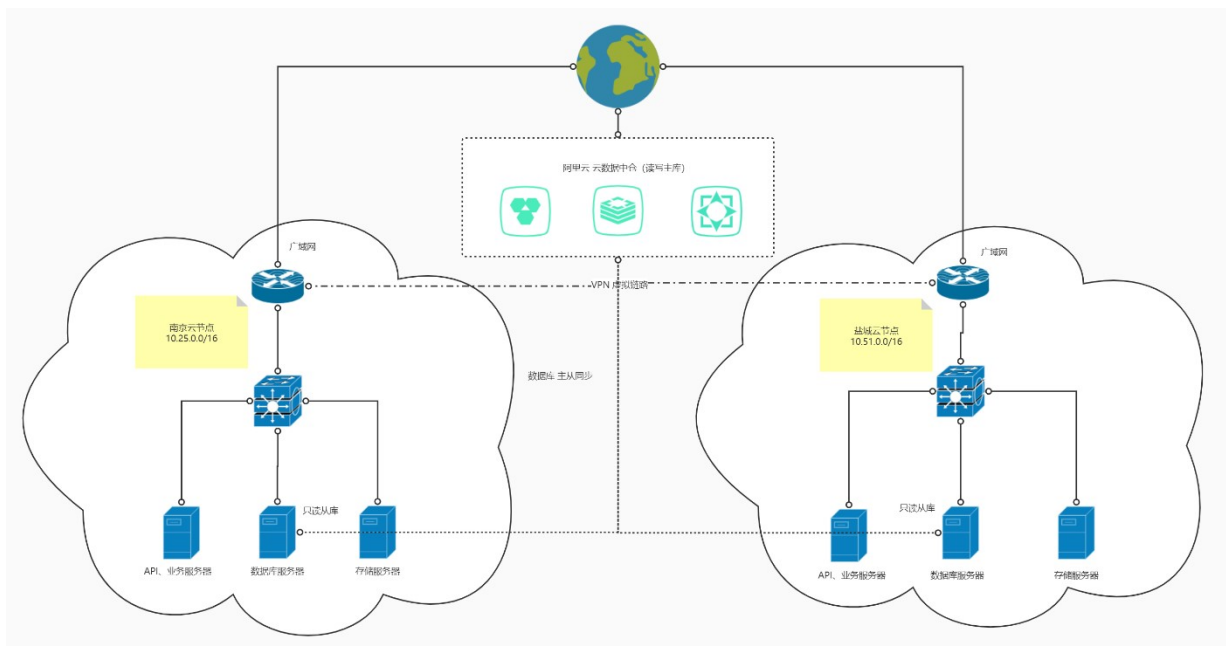 阿里云 云数据中台 (读写主库)
广域网
广域网
VPN 虚拟链路
南京云节点
10.25.0.0/16
盐城云节点
10.51.0.0/16
数据库 主从同步
只读从库
只读从库
API、业务服务器
数据库服务器
存储服务器
API、业务服务器
数据库服务器
存储服务器